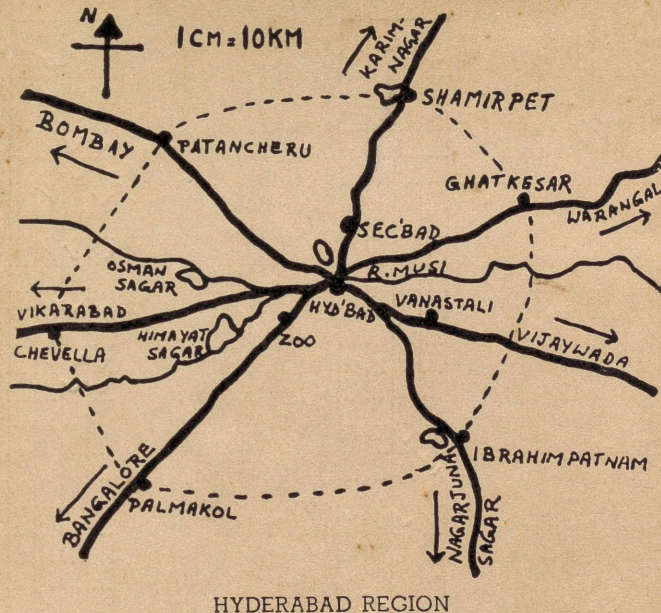 N
1CM=10KM
KARIM-
NAGAR
SHAMIRPET
BOMBAY
PATANCHERU
GHATKESAR
WARANGAL
SEC'BAD
R. MUSI
OSMAN
SAGAR
HYD'BAD
VANASTALI
VIKARABAD
CHEVELLA
HIMAYAT
SAGAR
ZOO
VIJAYWADA
BANGALORE
PALMAKOL
IBRAHIMPATNAM
NAGARJUNA
SAGAR
HYDERABAD REGION